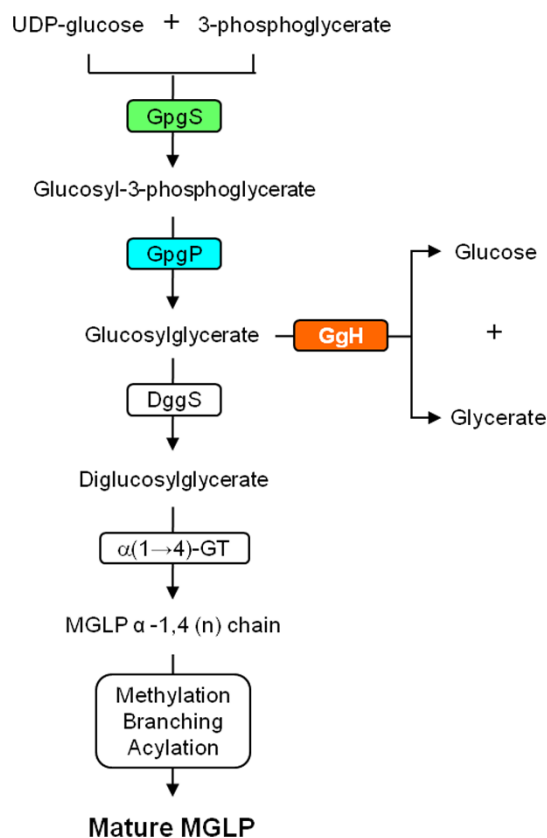 UDP-glucose + 3-phosphoglycerate
GpgS
Glucosyl-3-phosphoglycerate
GpgP
Glucose
Glucosylglycerate
GgH
+
DggS
Glycerate
Diglucosylglycerate
α(1→4)-GT
MGLP α -1,4 (n) chain
Methylation
Branching
Acylation
Mature MGLP